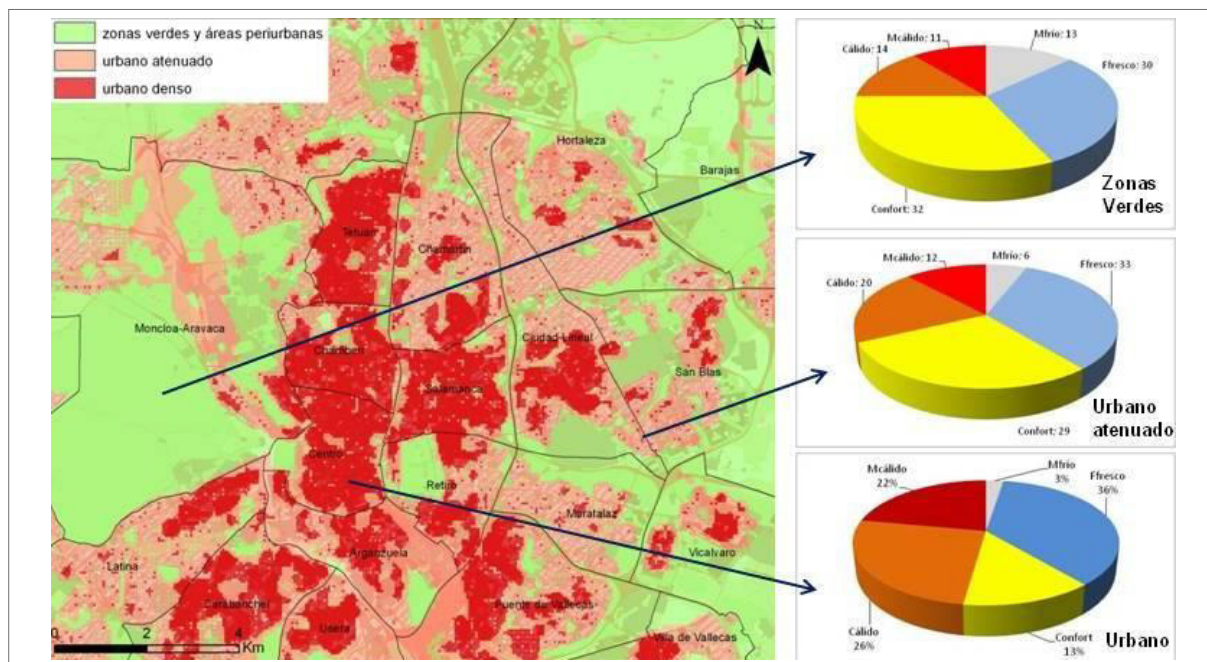 zonas verdes y áreas periurbanas
urbano atenuado
urbano denso
N
Hortaleza
Barajas
Tetuan
Chamartin
Moncloa-Aravaca
Chamberi
Ciudad-Lineal
San Blas
Salamanca
Centro
Retiro
Moratalaz
Vicalvaro
Arganzuela
Latina
Carabanchel
Puente de Vallecas
Usera
Villa de Vallecas
0 2 4
Km
Mcálido: 11
Mfrio: 13
Cálido: 14
Ffresco: 30
Confort: 32
Zonas
Verdes
Mcálido: 12
Mfrio: 6
Cálido: 20
Ffresco: 33
Confort: 29
Urbano
atenuado
Mcálido
22%
Mfrio
3%
Ffresco
36%
Cálido
26%
Confort
13%
Urbano